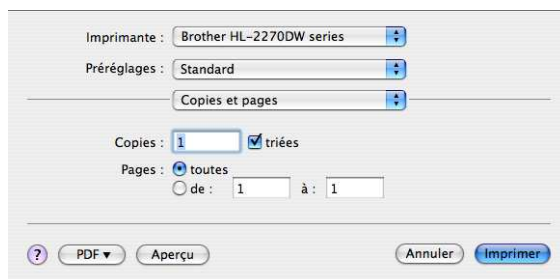 Imprimante : Brother HL-2270DW series
Préréglages : Standard
Copies et pages
Copies : 1 triées
Pages : toutes
de : 1 à : 1
? PDF▼ Aperçu Annuler Imprimer